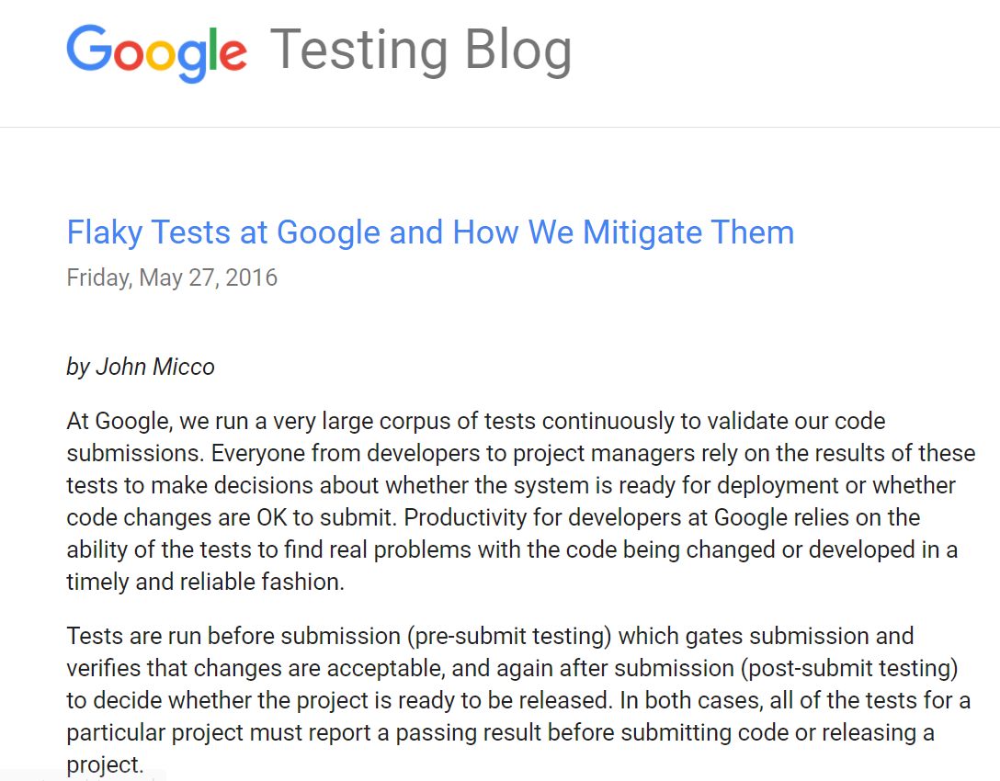 Google Testing Blog
Flaky Tests at Google and How We Mitigate Them
Friday, May 27, 2016
by John Micco
At Google, we run a very large corpus of tests continuously to validate our code
submissions. Everyone from developers to project managers rely on the results of these
tests to make decisions about whether the system is ready for deployment or whether
code changes are OK to submit. Productivity for developers at Google relies on the
ability of the tests to find real problems with the code being changed or developed in a
timely and reliable fashion.
Tests are run before submission (pre-submit testing) which gates submission and
verifies that changes are acceptable, and again after submission (post-submit testing)
to decide whether the project is ready to be released. In both cases, all of the tests for a
particular project must report a passing result before submitting code or releasing a
project.